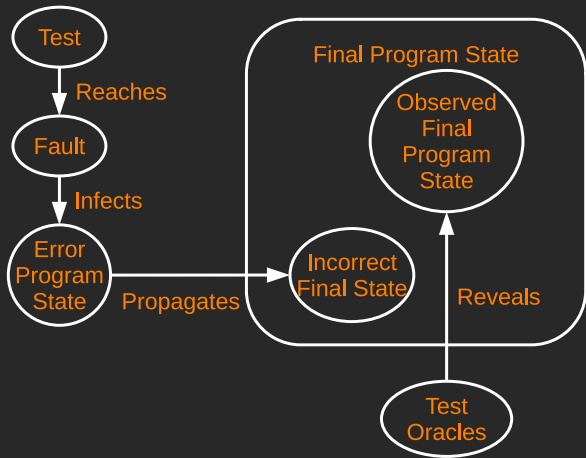 Test
Reaches
Fault
Infects
Error
Program
State
Propagates
Final Program State
Observed
Final
Program
State
Incorrect
Final State
Reveals
Test
Oracles